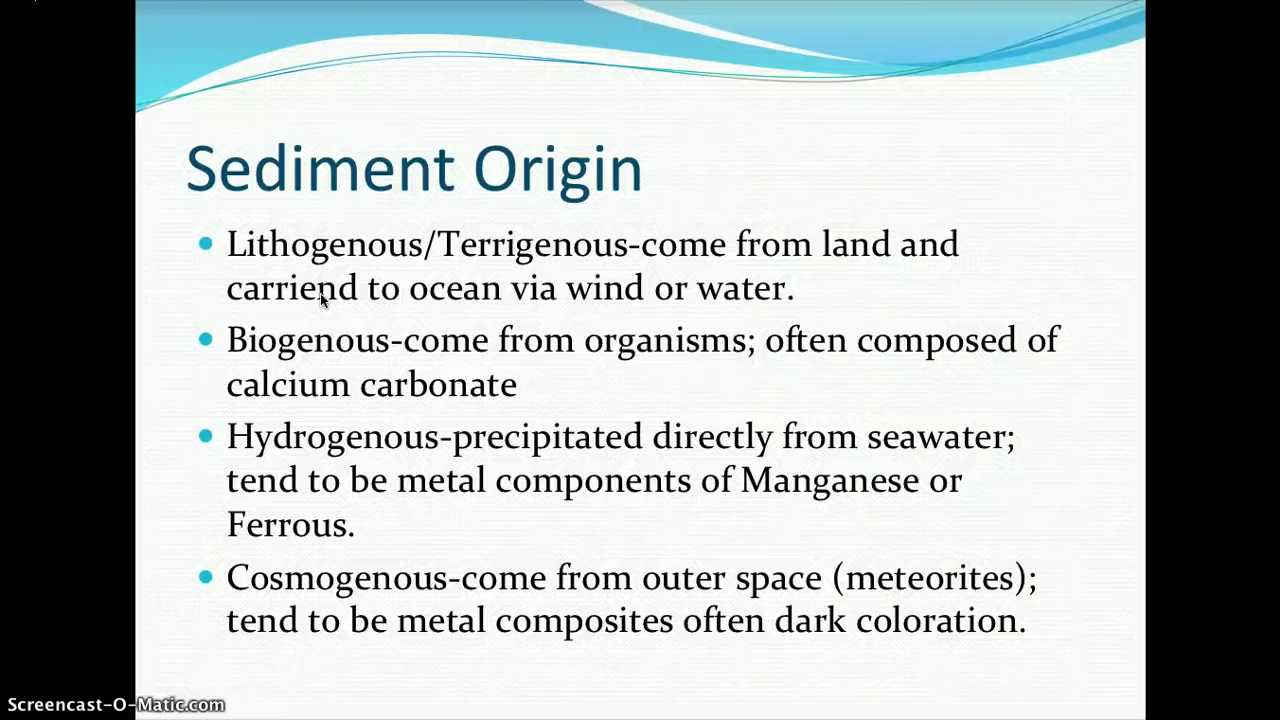 Sediment Origin
Lithogenous/Terrigenous-come from land and
carriend to ocean via wind or water.
Biogenous-come from organisms; often composed of
calcium carbonate
Hydrogenous-precipitated directly from seawater;
tend to be metal components of Manganese or
Ferrous.
Cosmogenous-come from outer space (meteorites);
tend to be metal composites often dark coloration.
Screencast-O-Matic.com